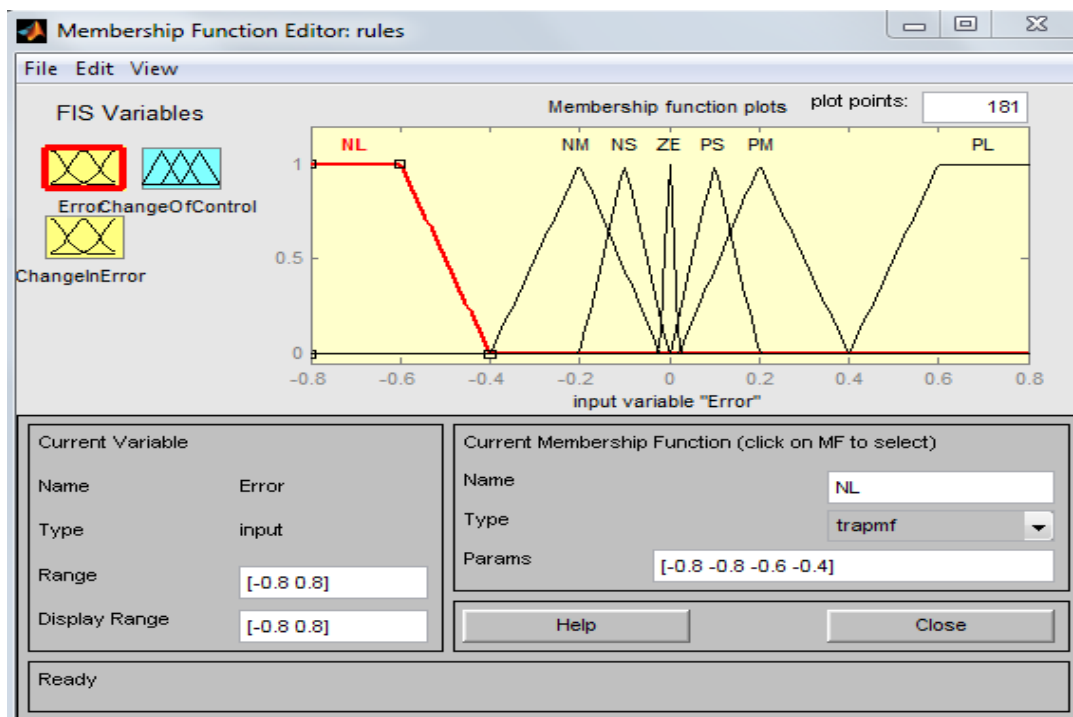 Membership Function Editor: rules
File Edit View
FIS Variables
Membership function plots
plot points:
181
NL
NM
NS
ZE
PS
PM
PL
ErrorChangeOfControl
ChangeInError
1
0.5
0
-0.8
-0.6
-0.4
-0.2
0
0.2
0.4
0.6
0.8
input variable "Error"
Current Variable
Name
Error
Type
input
Range
[-0.8 0.8]
Display Range
[-0.8 0.8]
Current Membership Function (click on MF to select)
Name
NL
Type
trapmf
Params
[-0.8 -0.8 -0.6 -0.4]
Help
Close
Ready